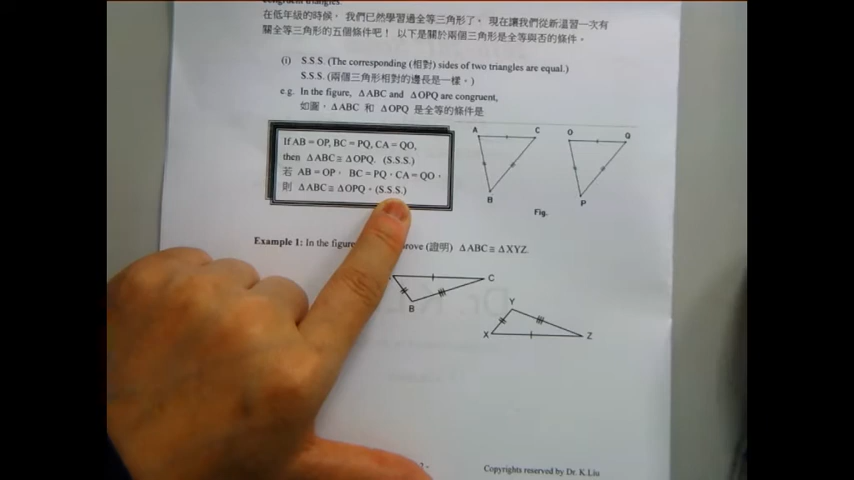 congruent triangles.
在低年級的時候，我們已然學習過全等三角形了、現在讓我們從新溫習一次有
關全等三角形的五個條件吧！以下是關於兩個三角形是全等與否的條件。
(i) S.S.S. (The corresponding (相對) sides of two triangles are equal.)
S.S.S. (兩個三角形相對的邊長是一樣。)
e.g. In the figure, ΔABC and ΔOPQ are congruent,
如圖，ΔABC 和 ΔOPQ 是全等的條件是
If AB = OP, BC = PQ, CA = QO,
then ΔABC ≅ ΔOPQ. (S.S.S.)
若 AB = OP，BC = PQ，CA = QO，
則 ΔABC ≅ ΔOPQ。(S.S.S.)
A C O Q
B P
Fig.
Example 1: In the figure prove (證明) ΔABC ≅ ΔXYZ.
C
B
Y
X Z
Copyrights reserved by Dr. K.Liu